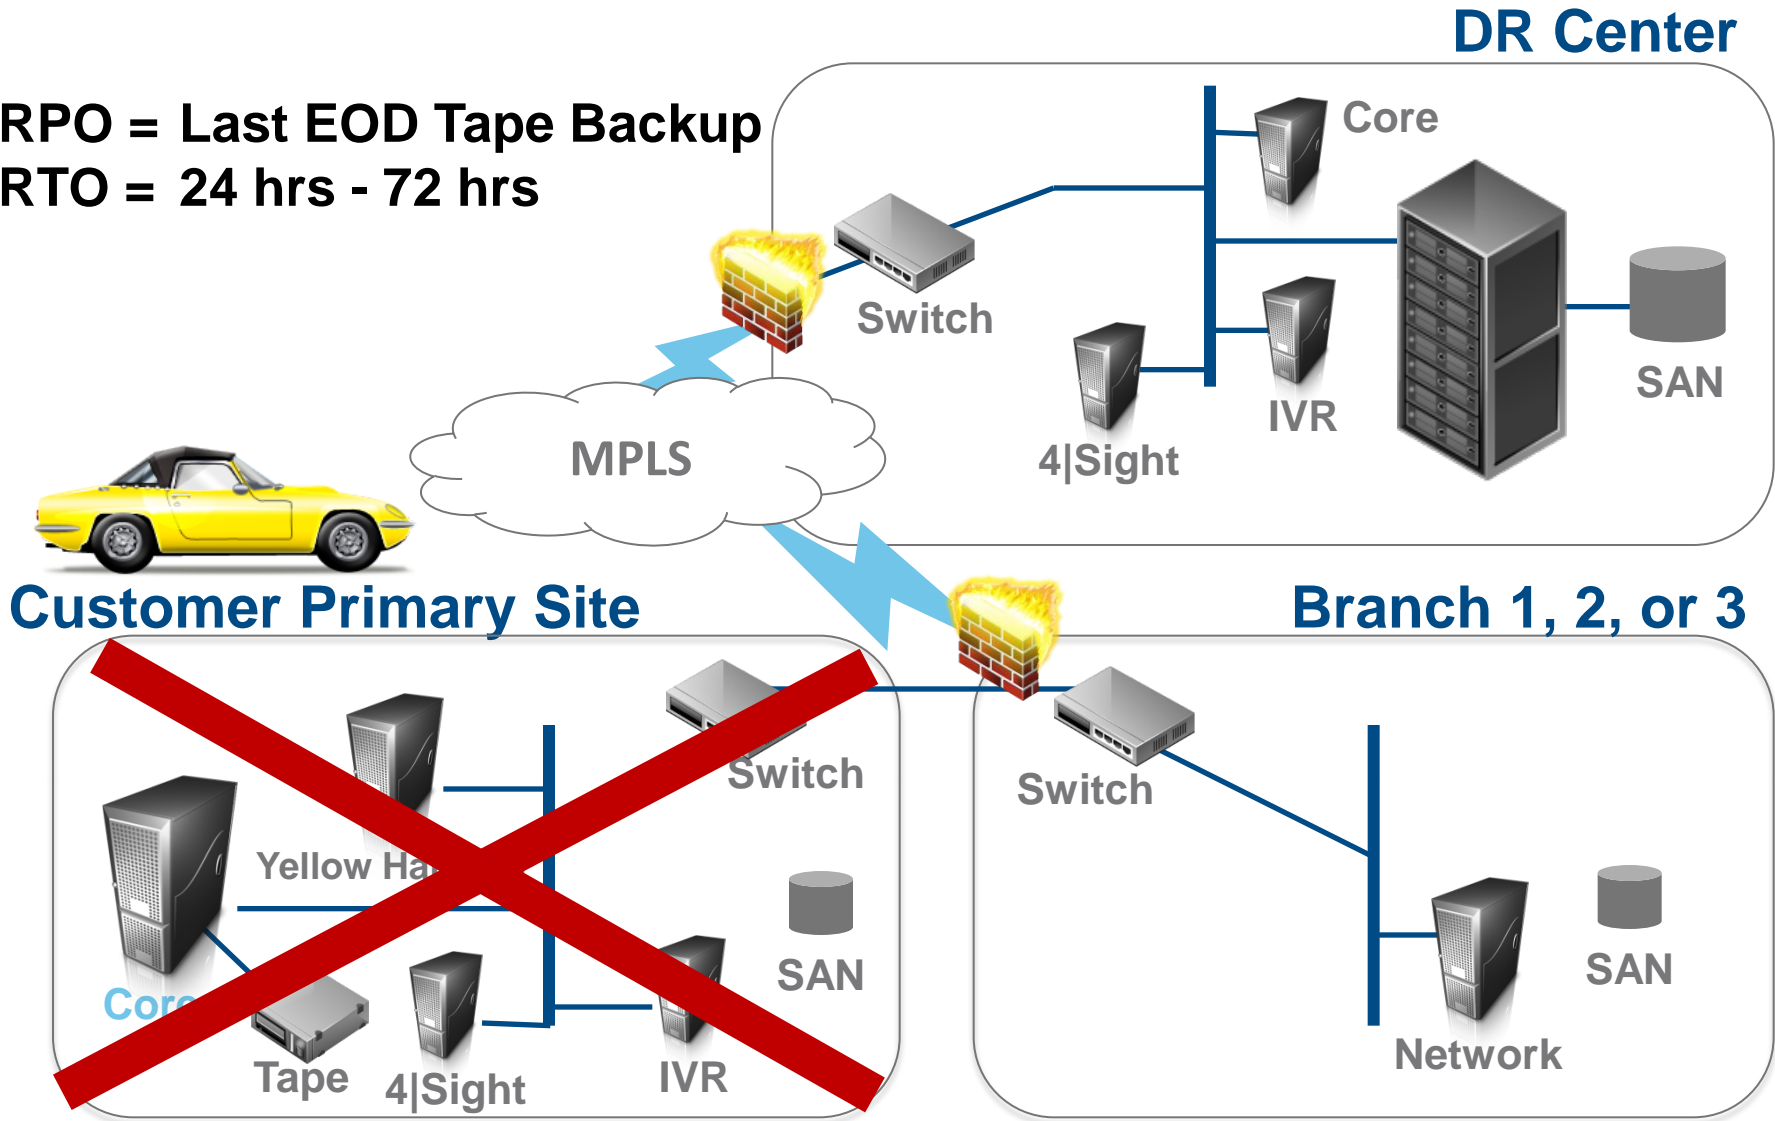 DR Center
RPO = Last EOD Tape Backup
RTO = 24 hrs - 72 hrs
Core
Switch
SAN
IVR
4|Sight
MPLS
Customer Primary Site
Branch 1, 2, or 3
Switch
Switch
Yellow
SAN
SAN
Core
Network
Tape
4|Sight
IVR